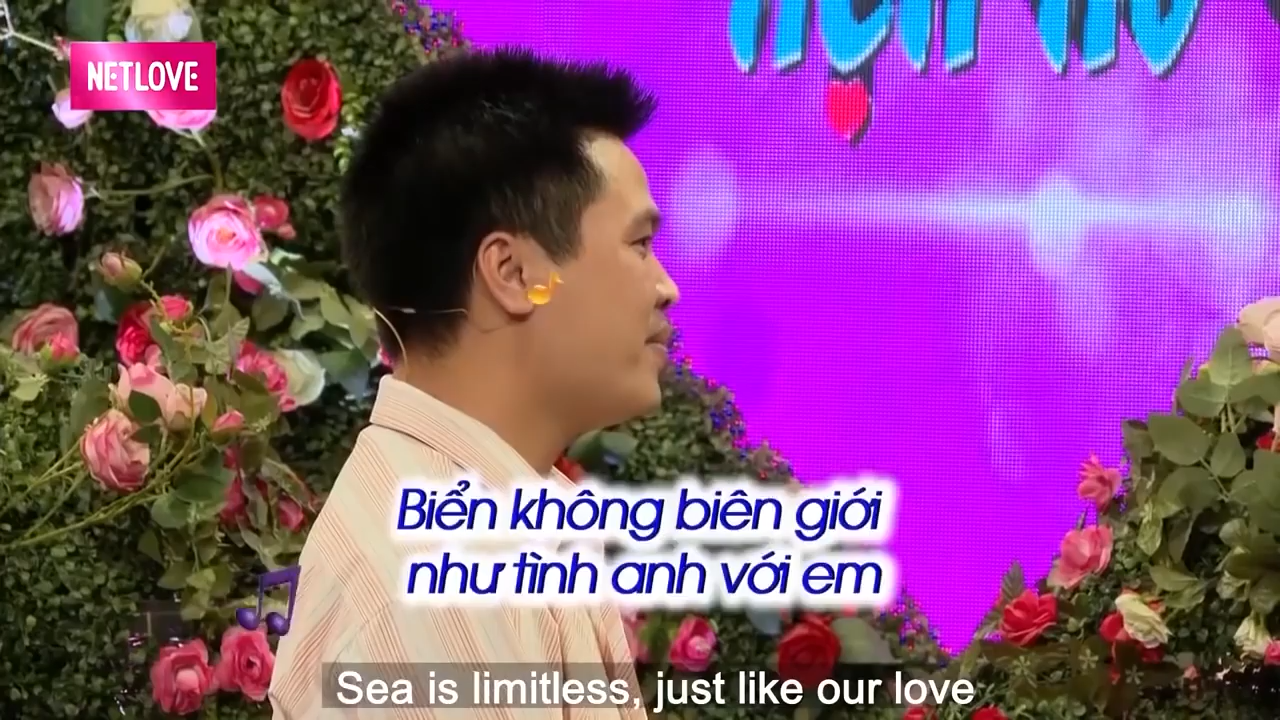 NETLOVE
Biển không biên giới
như tình anh với em
Sea is limitless, just like our love